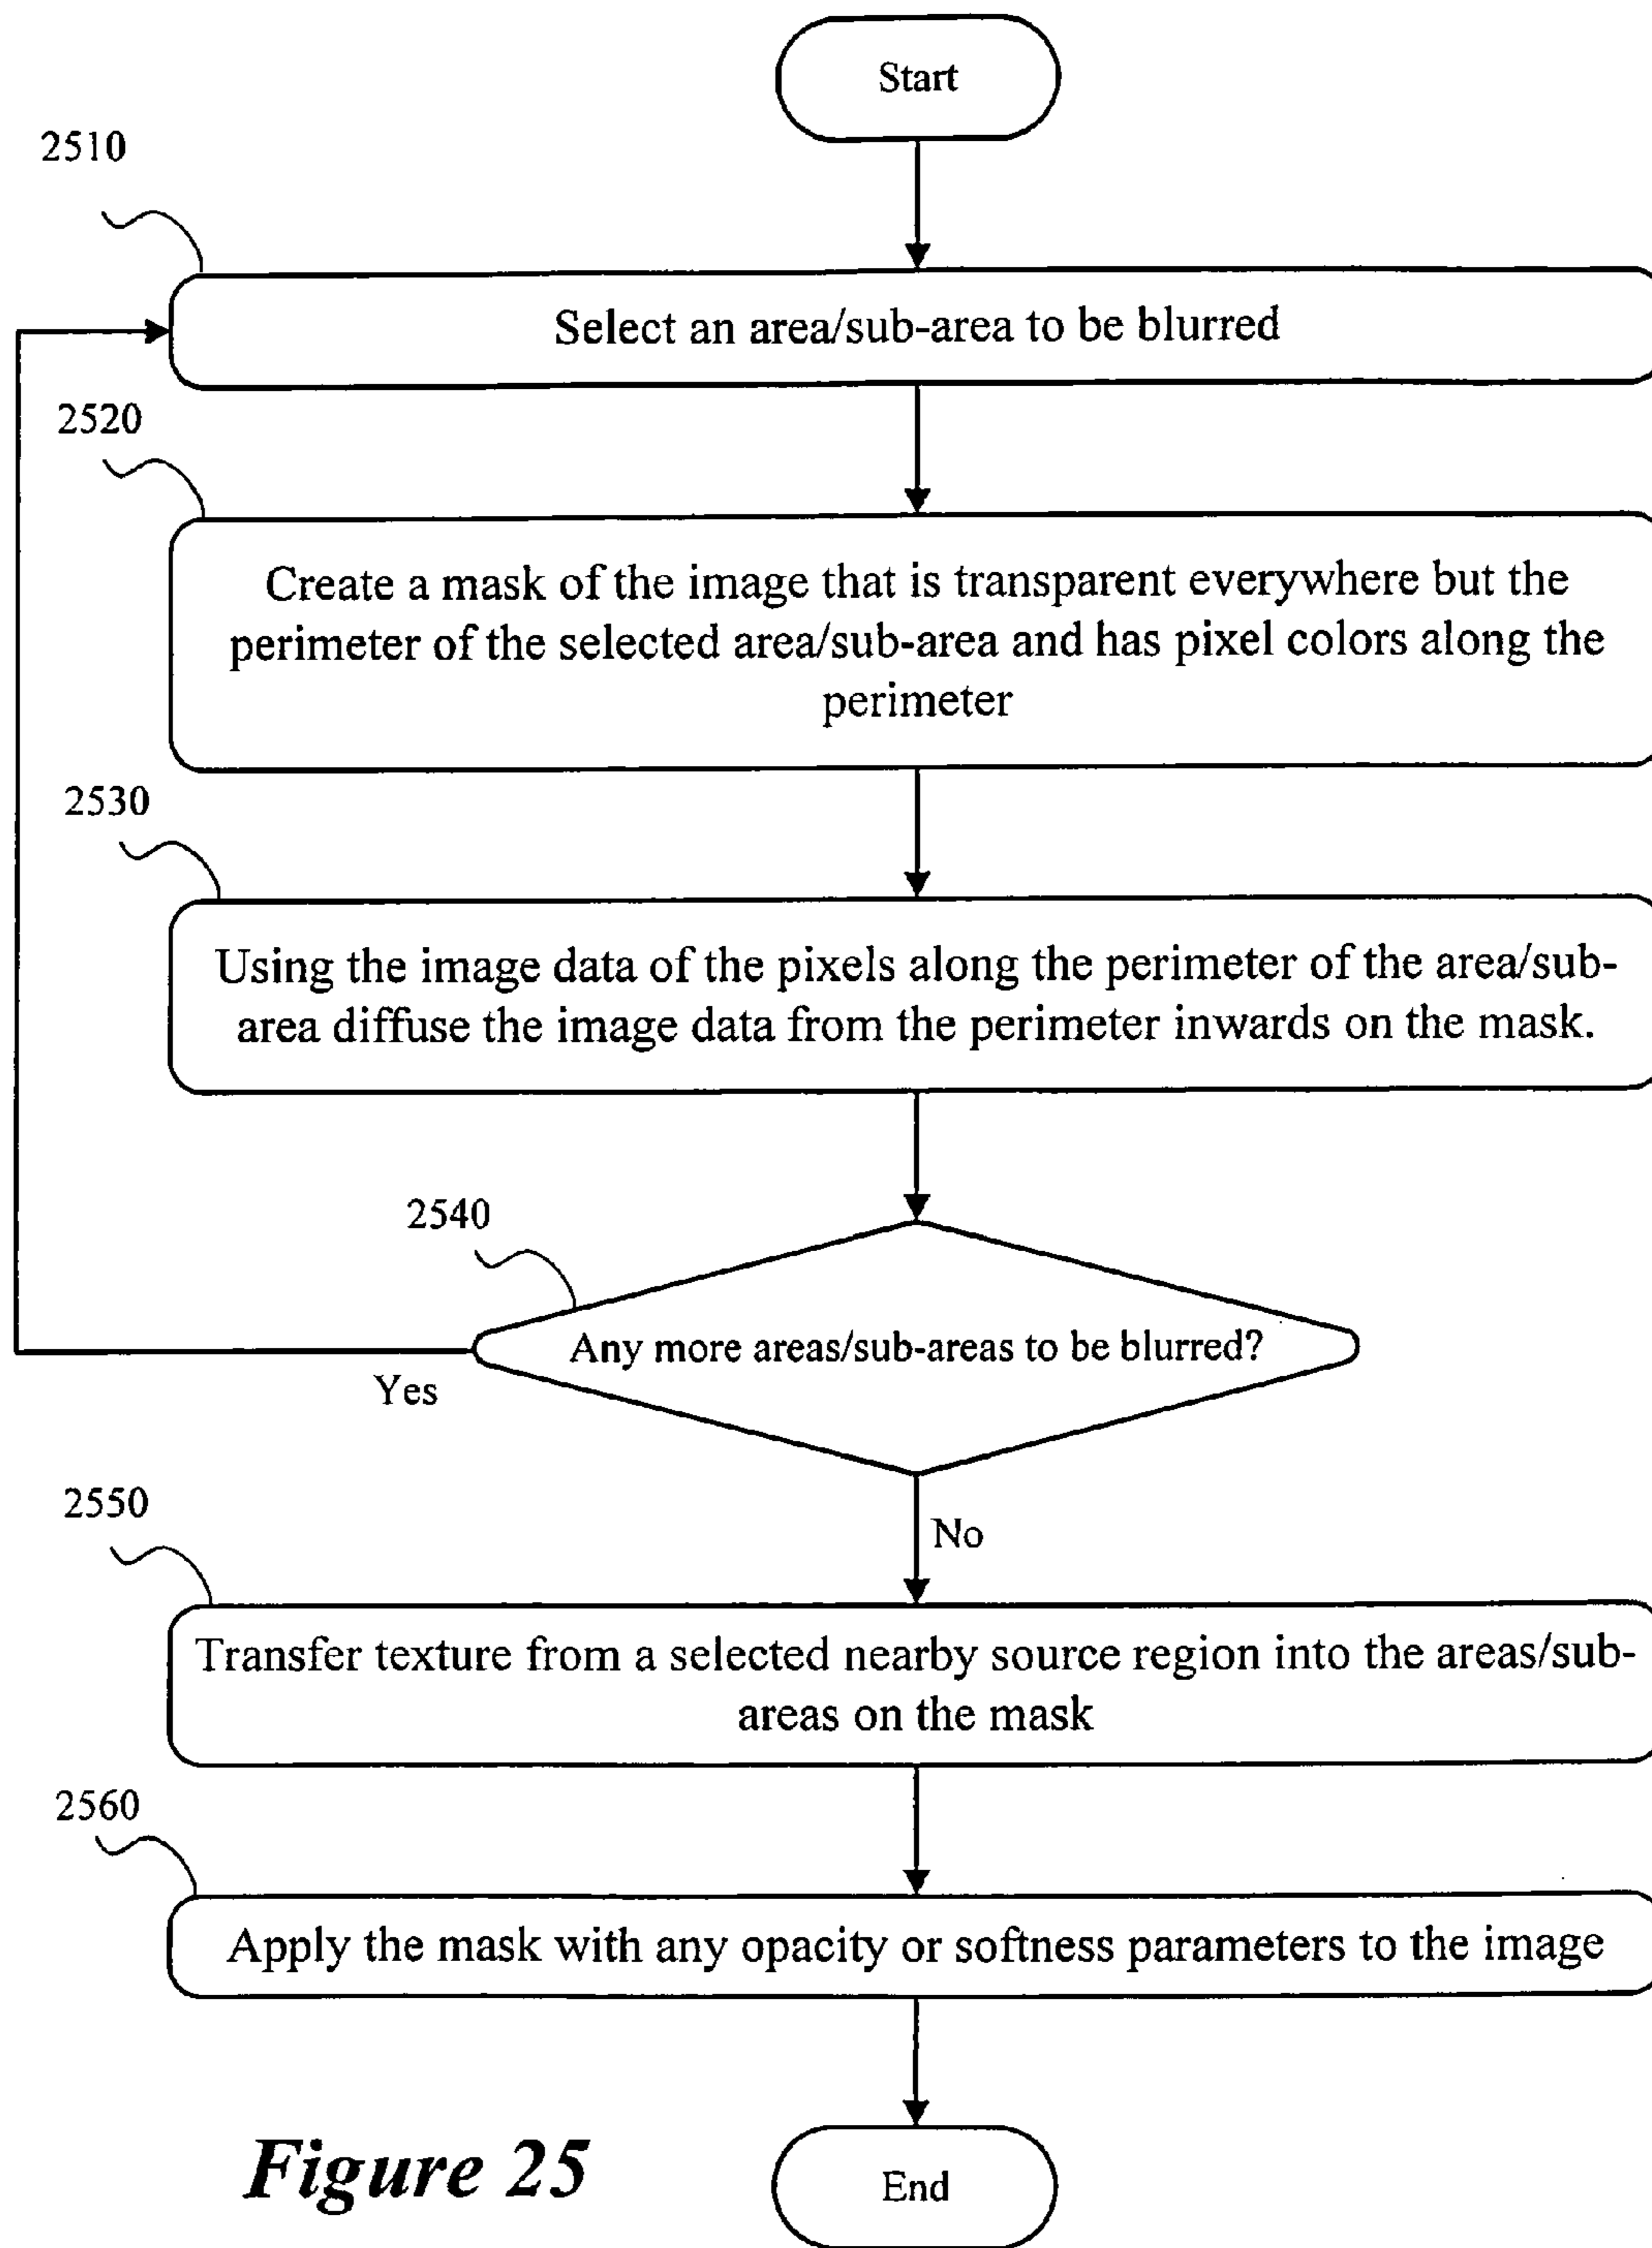 Start
2510
Select an area/sub-area to be blurred
2520
Create a mask of the image that is transparent everywhere but the
perimeter of the selected area/sub-area and has pixel colors along the
perimeter
2530
Using the image data of the pixels along the perimeter of the area/sub-
area diffuse the image data from the perimeter inwards on the mask.
2540
Any more areas/sub-areas to be blurred?
Yes
No
2550
Transfer texture from a selected nearby source region into the areas/sub-
areas on the mask
2560
Apply the mask with any opacity or softness parameters to the image
Figure 25
End